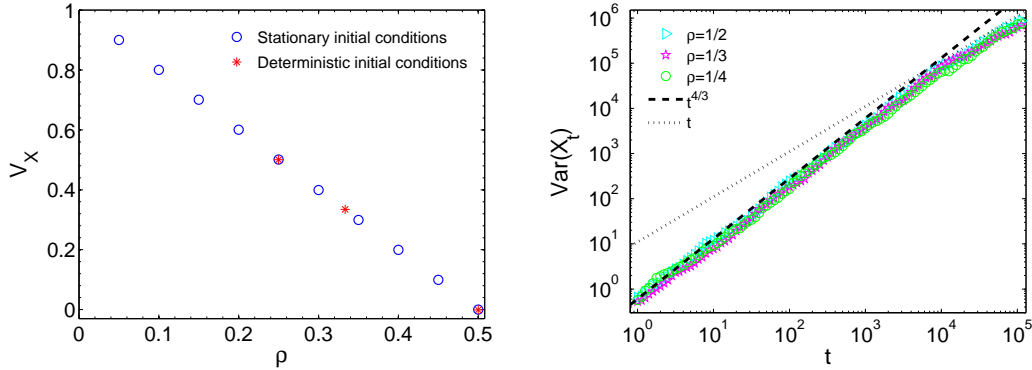 1
0.8
0.6
0.4
0.2
0
V_X
Stationary initial conditions
Deterministic initial conditions
0 0.1 0.2 0.3 0.4 0.5
ρ
10^6
10^5
10^4
10^3
10^2
10^1
10^0
Var(X_t)
ρ=1/2
ρ=1/3
ρ=1/4
t^{4/3}
t
10^0 10^1 10^2 10^3 10^4 10^5
t